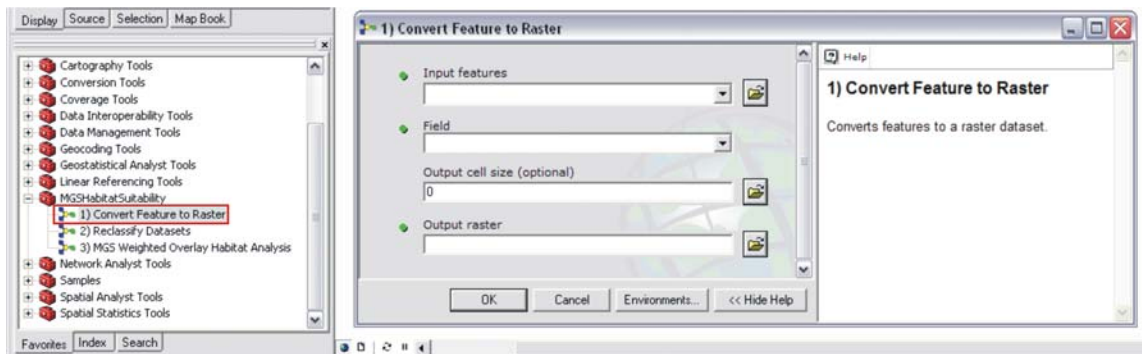 Display Source Selection Map Book
Cartography Tools
Conversion Tools
Coverage Tools
Data Interoperability Tools
Data Management Tools
Geocoding Tools
Geostatistical Analyst Tools
Linear Referencing Tools
MGSHabitatSuitability
1) Convert Feature to Raster
2) Reclassify Datasets
3) MGS Weighted Overlay Habitat Analysis
Network Analyst Tools
Samples
Spatial Analyst Tools
Spatial Statistics Tools
Favorites Index Search
1) Convert Feature to Raster
Input features
Field
Output cell size (optional)
0
Output raster
OK Cancel Environments... << Hide Help
Help
1) Convert Feature to Raster
Converts features to a raster dataset.